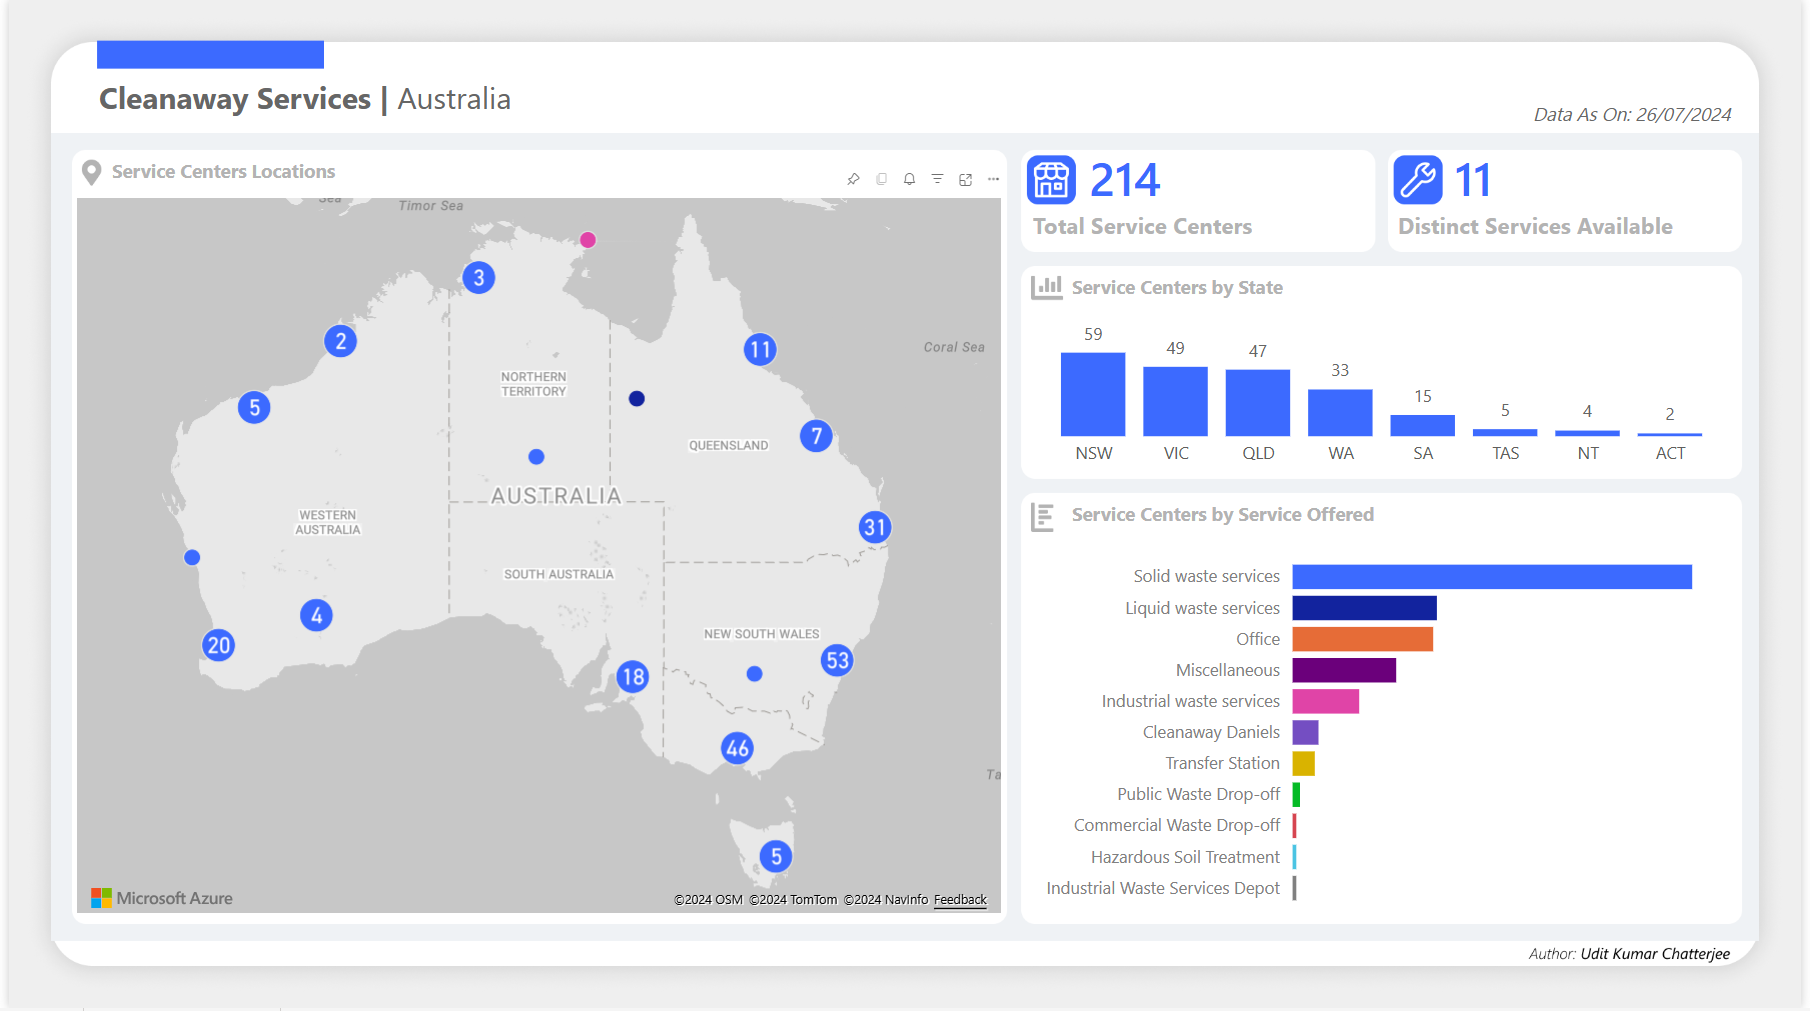 Cleanaway Services | Australia
Data As On: 26/07/2024
Service Centers Locations
Sea
Timor Sea
3
2
11
Coral Sea
NORTHERN
TERRITORY
5
7
QUEENSLAND
AUSTRALIA
WESTERN
AUSTRALIA
31
SOUTH AUSTRALIA
4
20
NEW SOUTH WALES
53
18
46
Ta
5
Microsoft Azure
©2024 OSM ©2024 TomTom ©2024 NavInfo Feedback
214
Total Service Centers
11
Distinct Services Available
Service Centers by State
59
49
47
33
15
5
4
2
NSW VIC QLD WA SA TAS NT ACT
Service Centers by Service Offered
Solid waste services
Liquid waste services
Office
Miscellaneous
Industrial waste services
Cleanaway Daniels
Transfer Station
Public Waste Drop-off
Commercial Waste Drop-off
Hazardous Soil Treatment
Industrial Waste Services Depot
Author: Udit Kumar Chatterjee